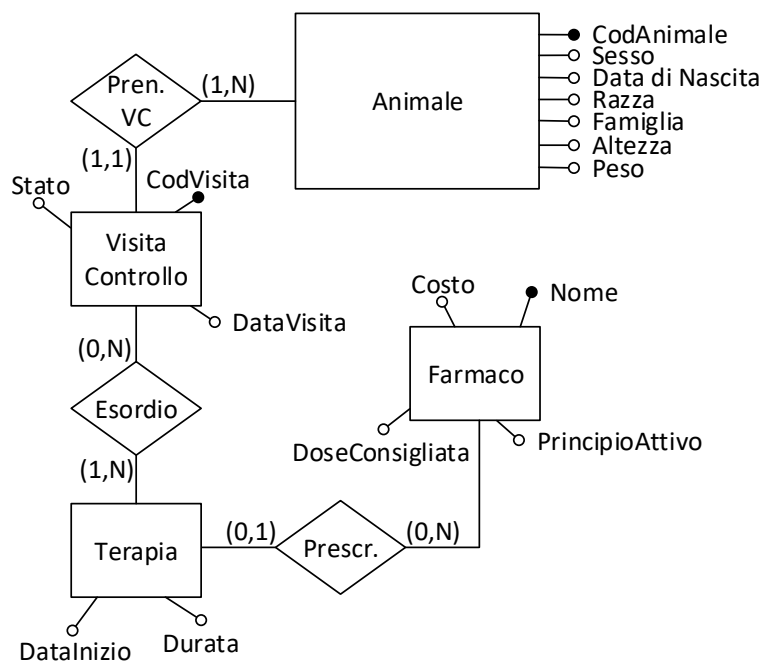 CodAnimale
Sesso
Data di Nascita
Razza
Famiglia
Altezza
Peso
Animale
(1,N)
Pren.
VC
(1,1)
Stato
CodVisita
Visita
Controllo
DataVisita
(0,N)
Esordio
(1,N)
Terapia
DataInizio
Durata
(0,1)
Prescr.
(0,N)
Costo
Nome
Farmaco
DoseConsigliata
PrincipioAttivo